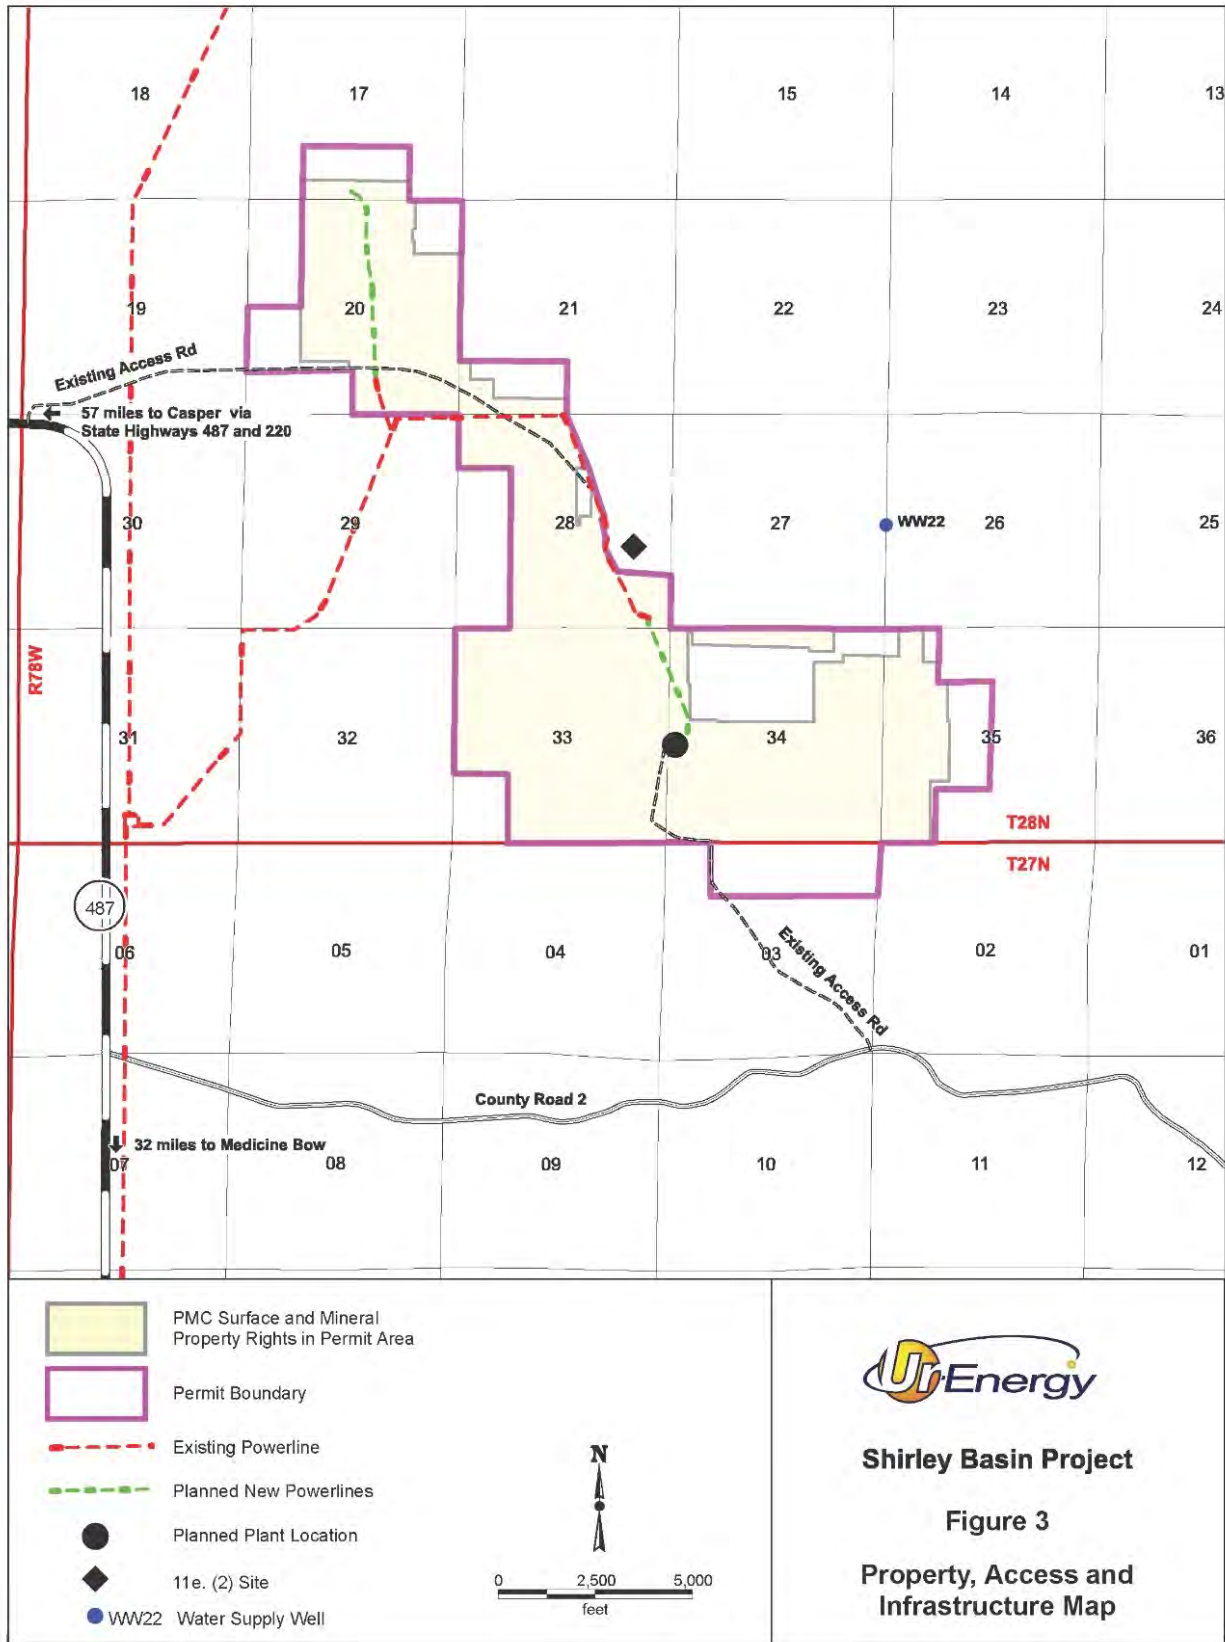 18
17
15
14
13
19
20
21
22
23
24
Existing Access Rd
57 miles to Casper via
State Highways 487 and 220
30
29
28
27
WW22
26
25
R78W
31
32
33
34
35
36
T28N
T27N
487
06
05
04
03
02
01
Existing Access Rd
County Road 2
32 miles to Medicine Bow
07
08
09
10
11
12
PMC Surface and Mineral
Property Rights in Permit Area
Permit Boundary
Existing Powerline
Planned New Powerlines
Planned Plant Location
11e. (2) Site
WW22 Water Supply Well
N
0 2,500 5,000
feet
UrEnergy
Shirley Basin Project
Figure 3
Property, Access and
Infrastructure Map